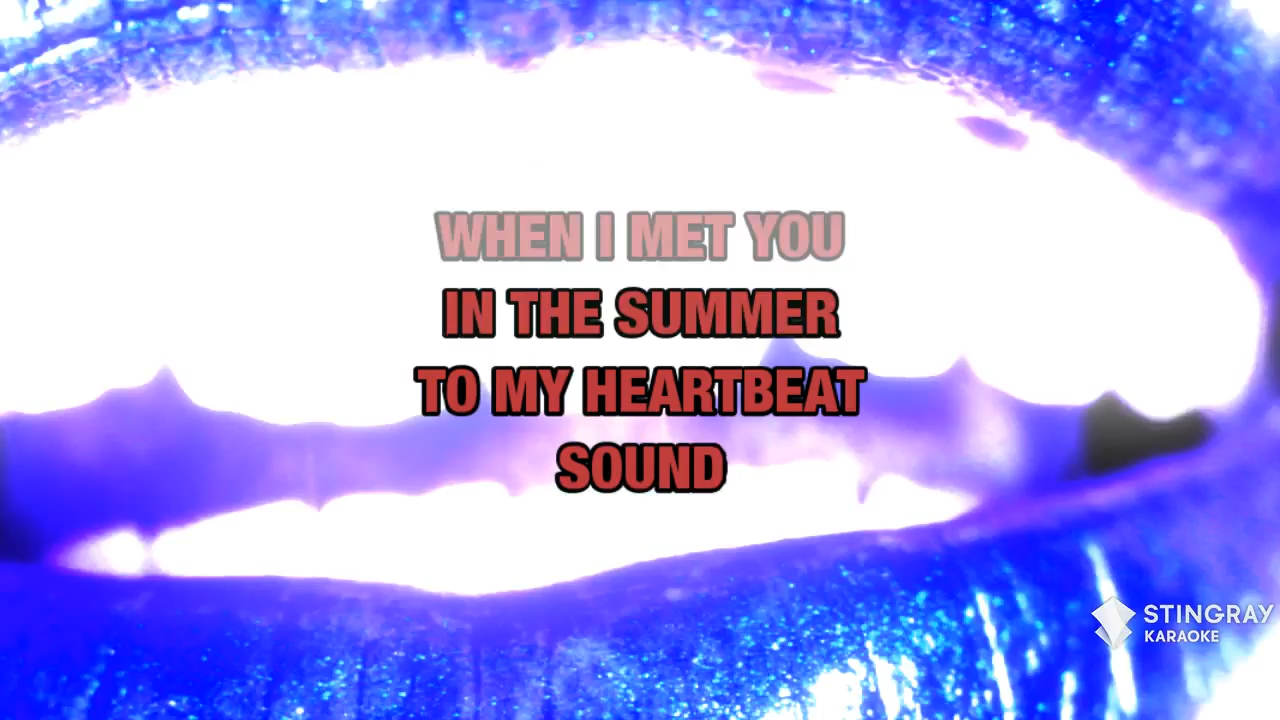 WHEN I MET YOU
IN THE SUMMER
TO MY HEARTBEAT
SOUND
STINGRAY
KARAOKE